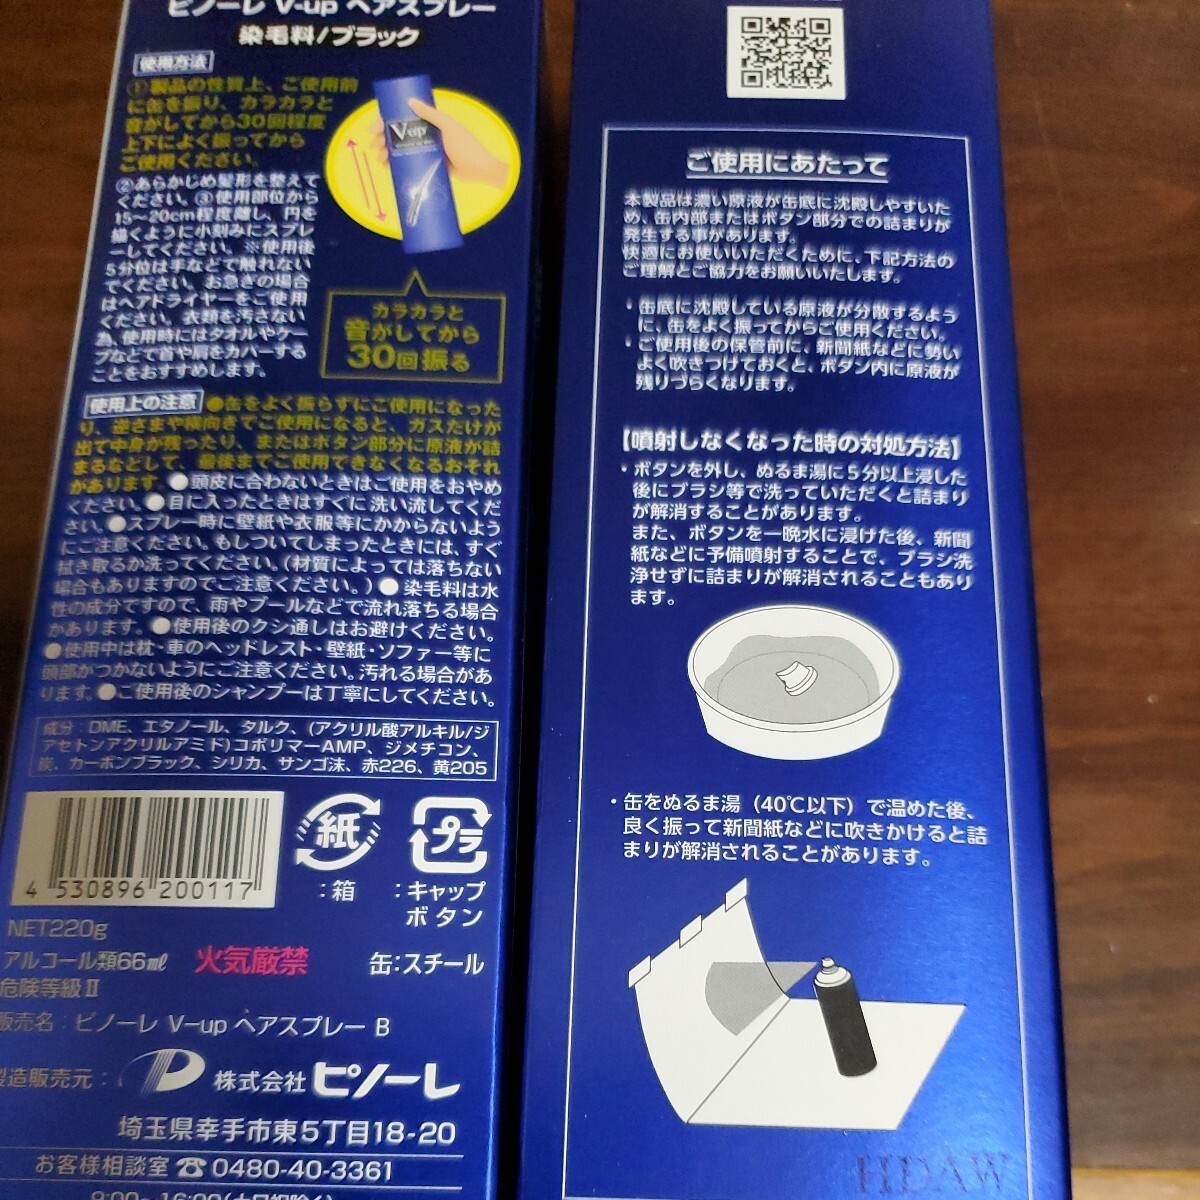 ピノーレ V-up ヘアスプレー
染毛料/ブラック
使用方法
①製品の性質上、ご使用前
に缶を振り、カラカラと
音がしてから30回程度
上下によく振ってから
ご使用ください。
②あらかじめ髪形を整えて
ください。③使用部位から
15〜20cm程度離し、円を
描くように小刻みにスプレ
ーしてください。※使用後
5分位は手などで触れない
でください。お急ぎの場合
はヘアドライヤーをご使用
ください。衣類を汚さない
為、使用時にはタオルやケー
プなどで首や肩をカバーする
ことをおすすめします。
V-up
カラカラと
音がしてから
30回振る
使用上の注意 ●缶をよく振らずにご使用になった
り、逆さまや横向きでご使用になると、ガスだけが
出て中身が残ったり、またはボタン部分に原液が詰
まるなどして、最後までご使用できなくなるおそれ
があります。●頭皮に合わないときはご使用をおやめ
ください。●目に入ったときはすぐに洗い流してくだ
さい。●スプレー時に壁紙や衣服等にかからないよう
にご注意ください。もしついてしまったときには、すぐ
拭き取るか洗ってください。(材質によっては落ちない
場合もありますのでご注意ください。)●染毛料は水
性の成分ですので、雨やプールなどで流れ落ちる場合
があります。●使用後のクシ通しはお避けください。
●使用中は枕・車のヘッドレスト・壁紙・ソファー等に
頭部がつかないようにご注意ください。汚れる場合があ
ります。●ご使用後のシャンプーは丁寧にしてください。
成分：DME、エタノール、タルク、(アクリル酸アルキル/ジ
アセトンアクリルアミド)コポリマーAMP、ジメチコン、
炭、カーボンブラック、シリカ、サンゴ沫、赤226、黄205
4 530896 200117
紙
：箱
プラ
：キャップ
ボタン
NET220g
アルコール類66㎖
火気厳禁
缶：スチール
危険等級Ⅱ
販売名：ピノーレ V-up ヘアスプレー B
製造販売元：
株式会社 ピノーレ
埼玉県幸手市東5丁目18-20
お客様相談室☎0480-40-3361
9:00〜16:00(土日祝除く)
ご使用にあたって
本製品は濃い原液が缶底に沈殿しやすいた
め、缶内部またはボタン部分での詰まりが
発生する事があります。
快適にお使いいただくために、下記方法の
ご理解とご協力をお願いいたします。
・缶底に沈殿している原液が分散するよう
に、缶をよく振ってからご使用ください。
・ご使用後の保管前に、新聞紙などに勢い
よく吹きつけておくと、ボタン内に原液が
残りづらくなります。
【噴射しなくなった時の対処方法】
・ボタンを外し、ぬるま湯に5分以上浸した
後にブラシ等で洗っていただくと詰まり
が解消することがあります。
また、ボタンを一晩水に浸けた後、新聞
紙などに予備噴射することで、ブラシ洗
浄せずに詰まりが解消されることもあり
ます。
・缶をぬるま湯（40℃以下）で温めた後、
良く振って新聞紙などに吹きかけると詰
まりが解消されることがあります。
HDAW